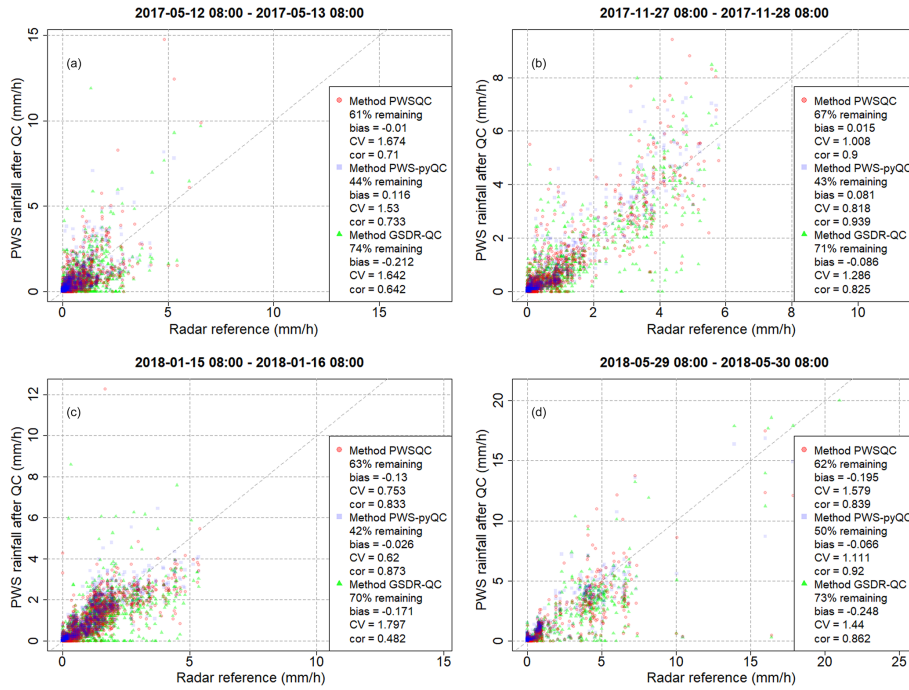 2017-05-12 08:00 - 2017-05-13 08:00
(a)
PWS rainfall after QC (mm/h)
15
10
5
0
0
5
10
15
Radar reference (mm/h)
Method PWSQC
61% remaining
bias = -0.01
CV = 1.674
cor = 0.71
Method PWS-pyQC
44% remaining
bias = 0.116
CV = 1.53
cor = 0.733
Method GSDR-QC
74% remaining
bias = -0.212
CV = 1.642
cor = 0.642
2017-11-27 08:00 - 2017-11-28 08:00
(b)
PWS rainfall after QC (mm/h)
8
6
4
2
0
0
2
4
6
8
10
Radar reference (mm/h)
Method PWSQC
67% remaining
bias = 0.015
CV = 1.008
cor = 0.9
Method PWS-pyQC
43% remaining
bias = 0.081
CV = 0.818
cor = 0.939
Method GSDR-QC
71% remaining
bias = -0.086
CV = 1.286
cor = 0.825
2018-01-15 08:00 - 2018-01-16 08:00
(c)
PWS rainfall after QC (mm/h)
12
10
8
6
4
2
0
0
5
10
15
Radar reference (mm/h)
Method PWSQC
63% remaining
bias = -0.13
CV = 0.753
cor = 0.833
Method PWS-pyQC
42% remaining
bias = -0.026
CV = 0.62
cor = 0.873
Method GSDR-QC
70% remaining
bias = -0.171
CV = 1.797
cor = 0.482
2018-05-29 08:00 - 2018-05-30 08:00
(d)
PWS rainfall after QC (mm/h)
20
15
10
5
0
0
5
10
15
20
25
Radar reference (mm/h)
Method PWSQC
62% remaining
bias = -0.195
CV = 1.579
cor = 0.839
Method PWS-pyQC
50% remaining
bias = -0.066
CV = 1.111
cor = 0.92
Method GSDR-QC
73% remaining
bias = -0.248
CV = 1.44
cor = 0.862